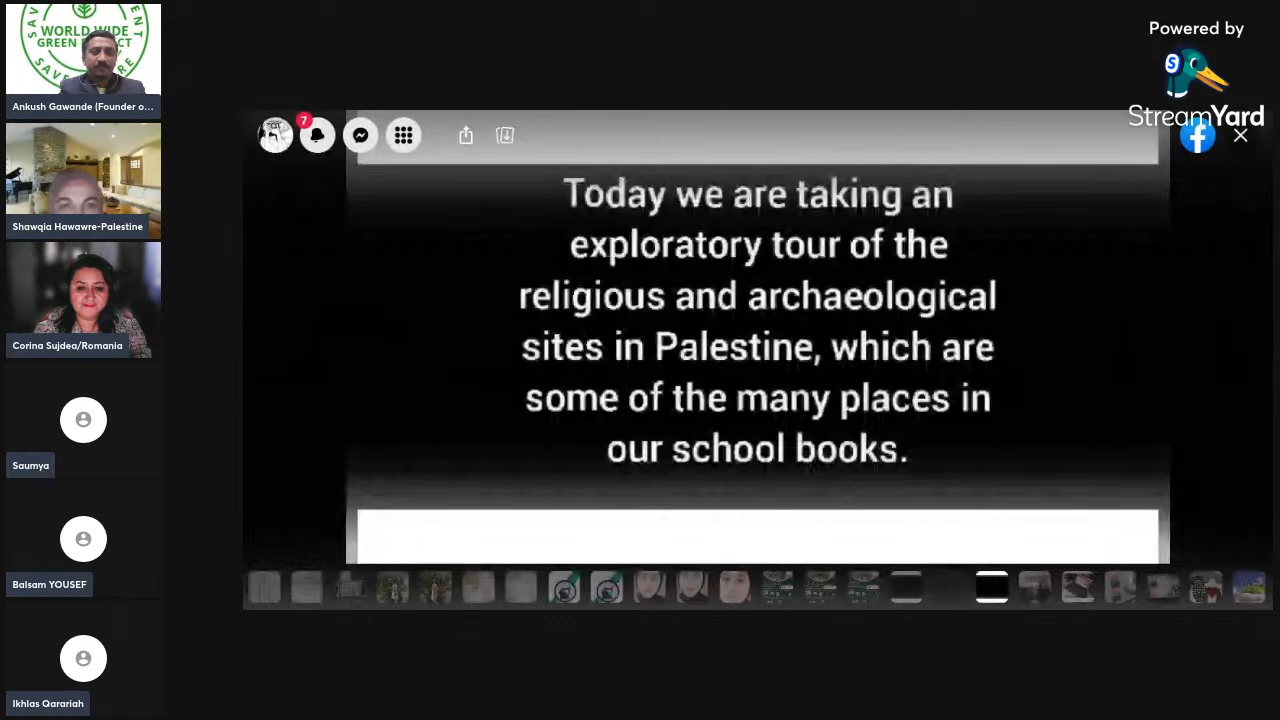 WORLD WIDE
Ankush Gawande (Founder o...
Shawqia Hawawre-Palestine
Corina Sujdea/Romania
Saumya
Balsam YOUSEF
Ikhlas Qarariah
7
Today we are taking an
exploratory tour of the
religious and archaeological
sites in Palestine, which are
some of the many places in
our school books.
Powered by
S
StreamYard